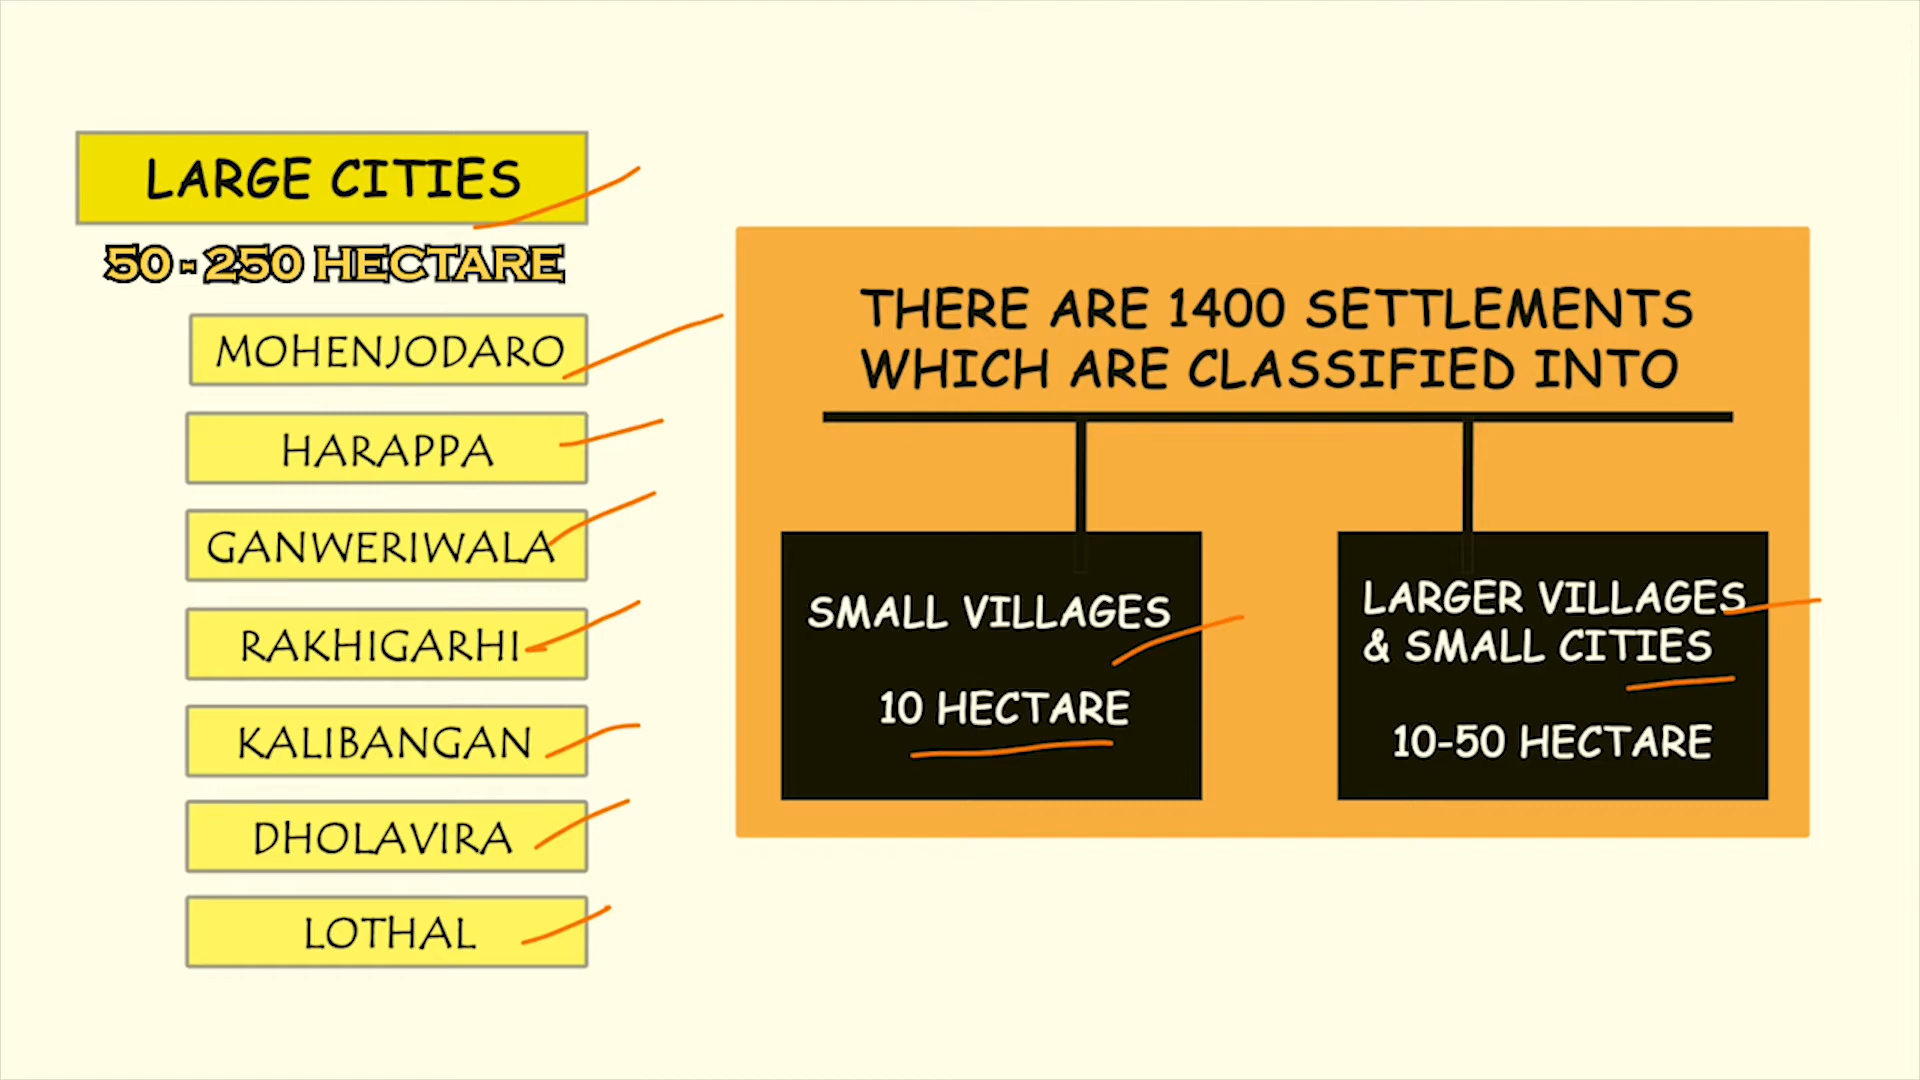 LARGE CITIES
50 - 250 HECTARE
MOHENJODARO
HARAPPA
GANWERIWALA
RAKHIGARHI
KALIBANGAN
DHOLAVIRA
LOTHAL
THERE ARE 1400 SETTLEMENTS
WHICH ARE CLASSIFIED INTO
SMALL VILLAGES
10 HECTARE
LARGER VILLAGES
& SMALL CITIES
10-50 HECTARE